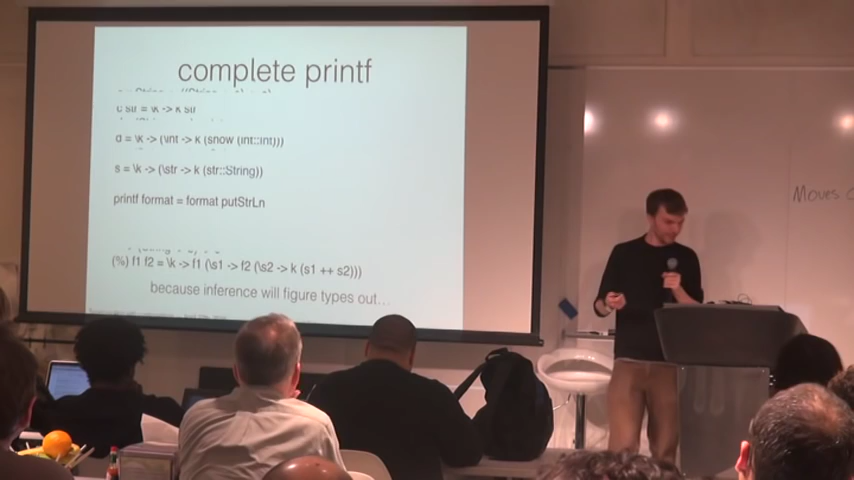 complete printf
c str = \k -> k str
d = \k -> (\int -> k (show (int::Int)))
s = \k -> (\str -> k (str::String))
printf format = format putStrLn
(%) f1 f2 = \k -> f1 (\s1 -> f2 (\s2 -> k (s1 ++ s2)))
because inference will figure types out...
Moves